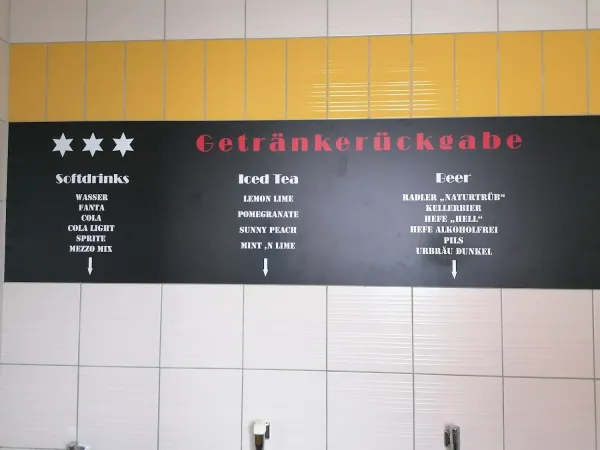 Getränkerückgabe
Softdrinks
WASSER
FANTA
COLA
COLA LIGHT
SPRITE
MEZZO MIX
Iced Tea
LEMON LIME
POMEGRANATE
SUNNY PEACH
MINT ‚N LIME
Beer
RADLER „NATURTRÜB“
KELLERBIER
HEFE „HELL“
HEFE ALKOHOLFREI
PILS
URBRÄU DUNKEL